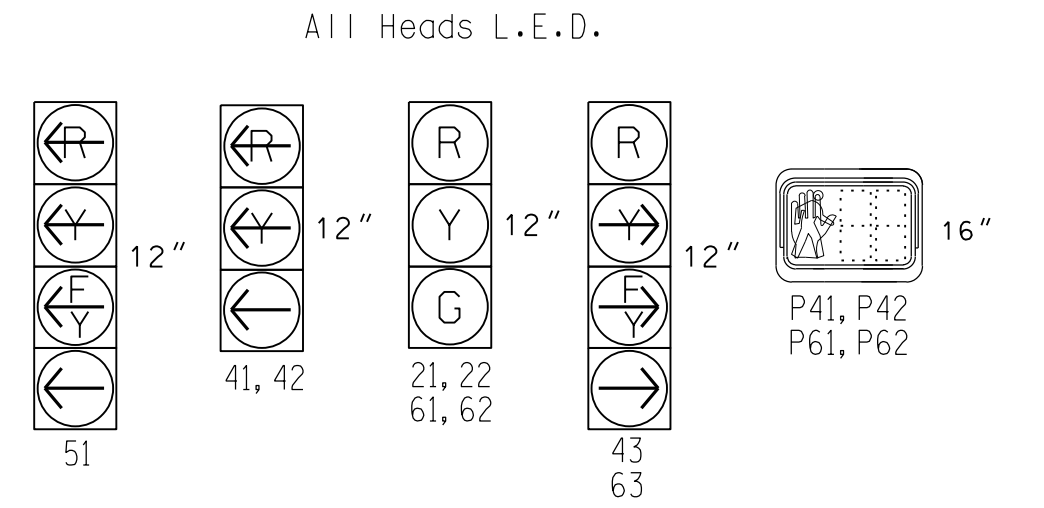 All Heads L.E.D.
R
Y
F
Y
12"
51
R
Y
12"
41, 42
R
Y
G
12"
21, 22
61, 62
R
Y
F
Y
12"
43
63
16"
P41, P42
P61, P62